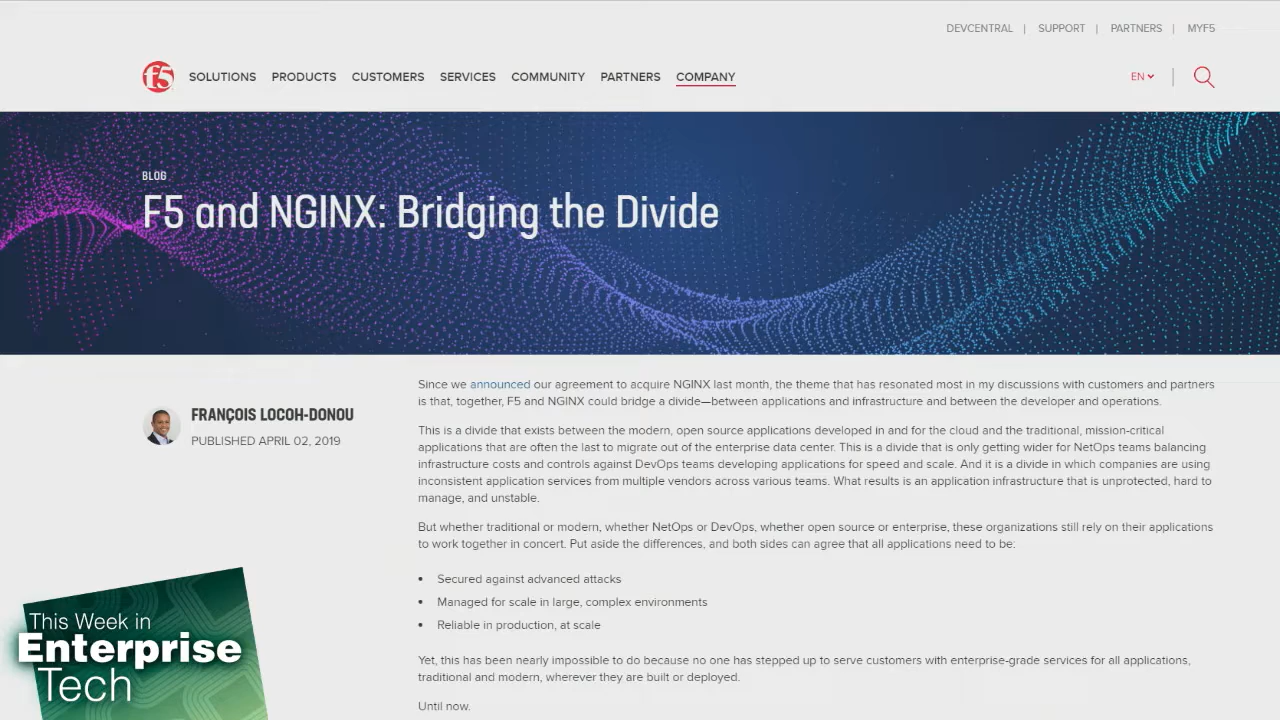 DEVCENTRAL | SUPPORT | PARTNERS | MYF5
f5 SOLUTIONS PRODUCTS CUSTOMERS SERVICES COMMUNITY PARTNERS COMPANY EN
BLOG
F5 and NGINX: Bridging the Divide
FRANÇOIS LOCOH-DONOU
PUBLISHED APRIL 02, 2019
Since we announced our agreement to acquire NGINX last month, the theme that has resonated most in my discussions with customers and partners
is that, together, F5 and NGINX could bridge a divide—between applications and infrastructure and between the developer and operations.
This is a divide that exists between the modern, open source applications developed in and for the cloud and the traditional, mission-critical
applications that are often the last to migrate out of the enterprise data center. This is a divide that is only getting wider for NetOps teams balancing
infrastructure costs and controls against DevOps teams developing applications for speed and scale. And it is a divide in which companies are using
inconsistent application services from multiple vendors across various teams. What results is an application infrastructure that is unprotected, hard to
manage, and unstable.
But whether traditional or modern, whether NetOps or DevOps, whether open source or enterprise, these organizations still rely on their applications
to work together in concert. Put aside the differences, and both sides can agree that all applications need to be:
• Secured against advanced attacks
• Managed for scale in large, complex environments
• Reliable in production, at scale
Yet, this has been nearly impossible to do because no one has stepped up to serve customers with enterprise-grade services for all applications,
traditional and modern, wherever they are built or deployed.
Until now.
This Week in
Enterprise
Tech